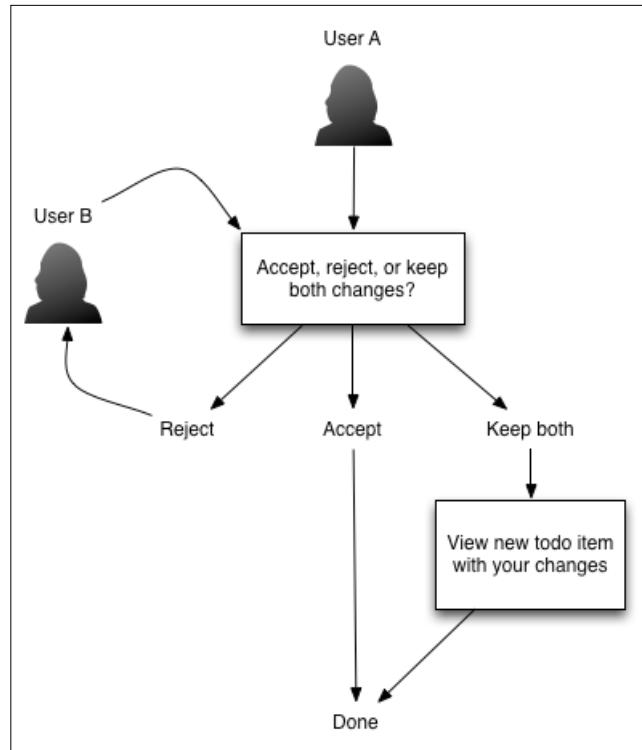 User A
User B
Accept, reject, or keep
both changes?
Reject
Accept
Keep both
View new todo item
with your changes
Done